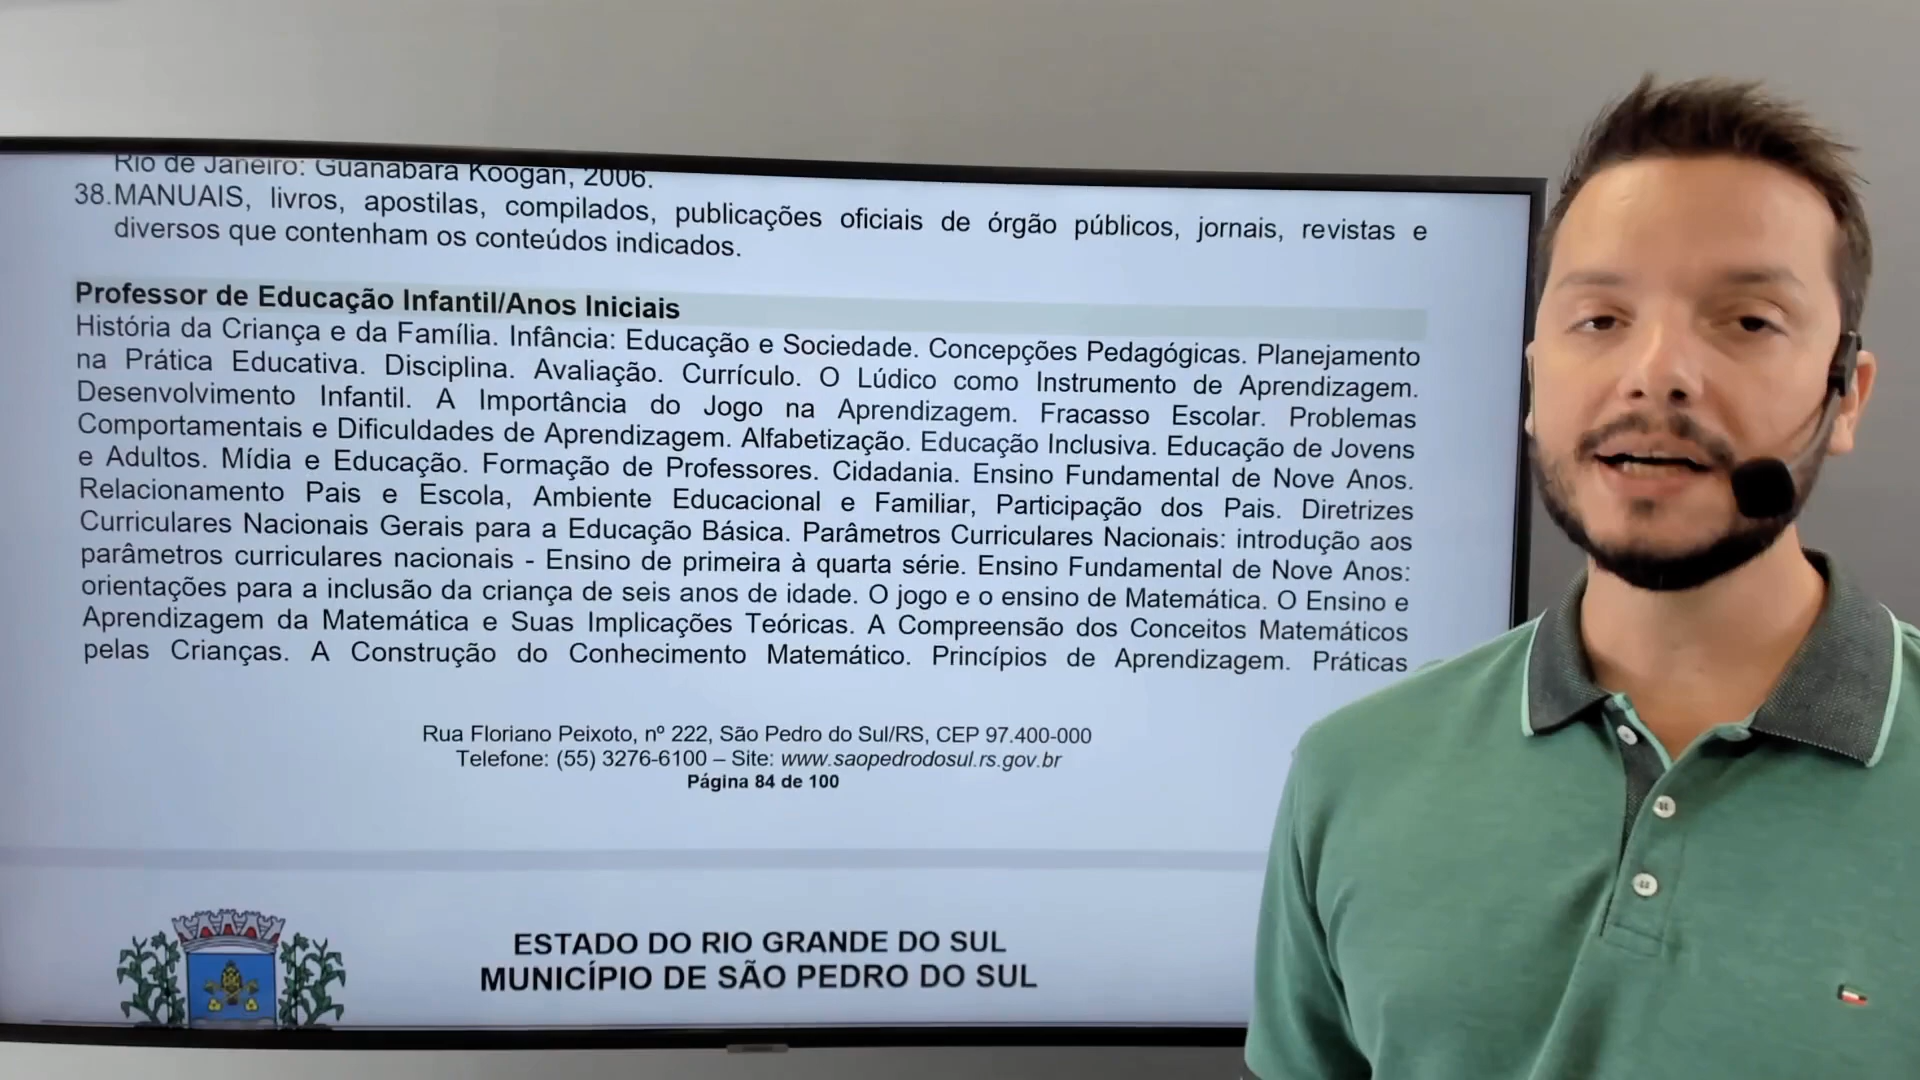 Rio de Janeiro: Guanabara Koogan, 2006.
38. MANUAIS, livros, apostilas, compilados, publicações oficiais de órgão públicos, jornais, revistas e
diversos que contenham os conteúdos indicados.
Professor de Educação Infantil/Anos Iniciais
História da Criança e da Família. Infância: Educação e Sociedade. Concepções Pedagógicas. Planejamento
na Prática Educativa. Disciplina. Avaliação. Currículo. O Lúdico como Instrumento de Aprendizagem.
Desenvolvimento Infantil. A Importância do Jogo na Aprendizagem. Fracasso Escolar. Problemas
Comportamentais e Dificuldades de Aprendizagem. Alfabetização. Educação Inclusiva. Educação de Jovens
e Adultos. Mídia e Educação. Formação de Professores. Cidadania. Ensino Fundamental de Nove Anos.
Relacionamento Pais e Escola, Ambiente Educacional e Familiar, Participação dos Pais. Diretrizes
Curriculares Nacionais Gerais para a Educação Básica. Parâmetros Curriculares Nacionais: introdução aos
parâmetros curriculares nacionais - Ensino de primeira à quarta série. Ensino Fundamental de Nove Anos:
orientações para a inclusão da criança de seis anos de idade. O jogo e o ensino de Matemática. O Ensino e
Aprendizagem da Matemática e Suas Implicações Teóricas. A Compreensão dos Conceitos Matemáticos
pelas Crianças. A Construção do Conhecimento Matemático. Princípios de Aprendizagem. Práticas
Rua Floriano Peixoto, nº 222, São Pedro do Sul/RS, CEP 97.400-000
Telefone: (55) 3276-6100 – Site: www.saopedrodosul.rs.gov.br
Página 84 de 100
ESTADO DO RIO GRANDE DO SUL
MUNICÍPIO DE SÃO PEDRO DO SUL